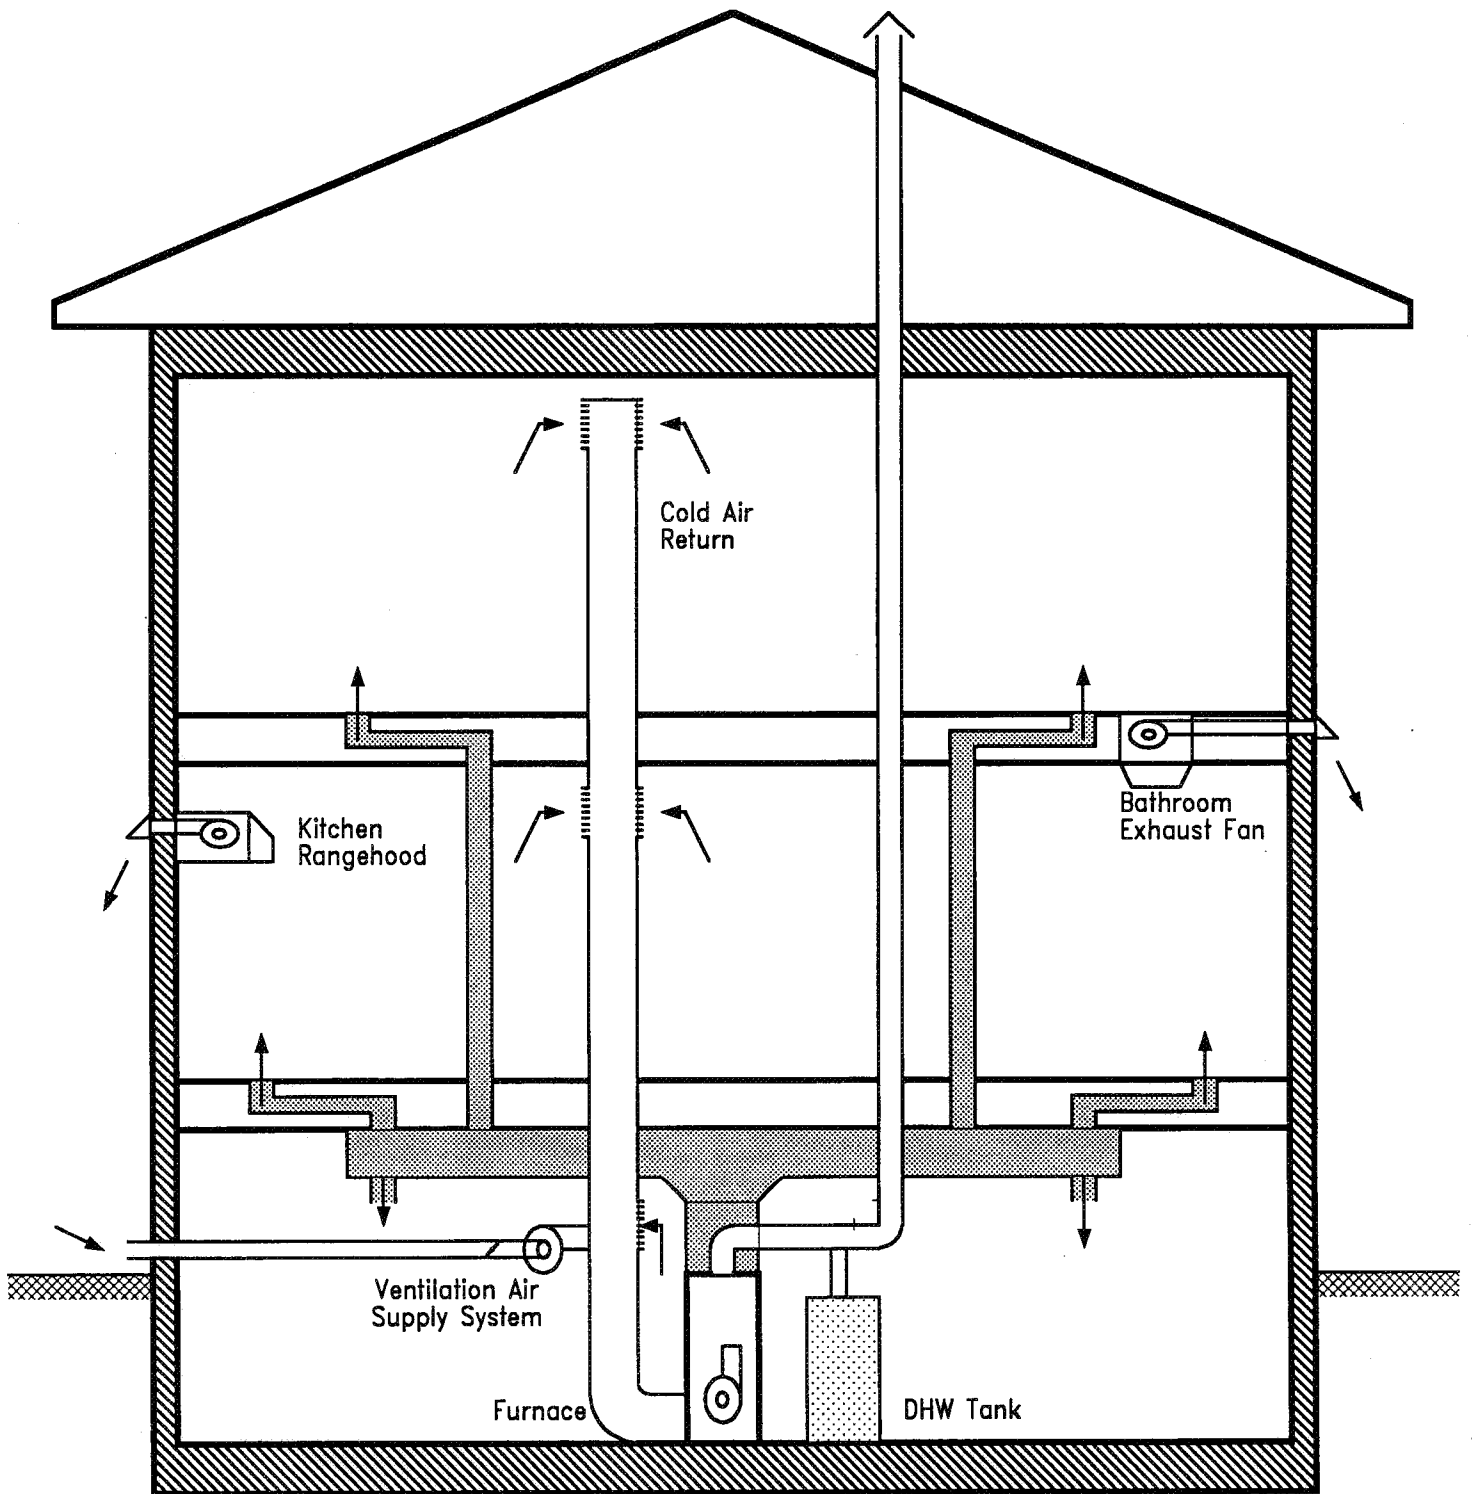 Cold Air
Return
Bathroom
Exhaust Fan
Kitchen
Rangehood
Ventilation Air
Supply System
Furnace
DHW Tank